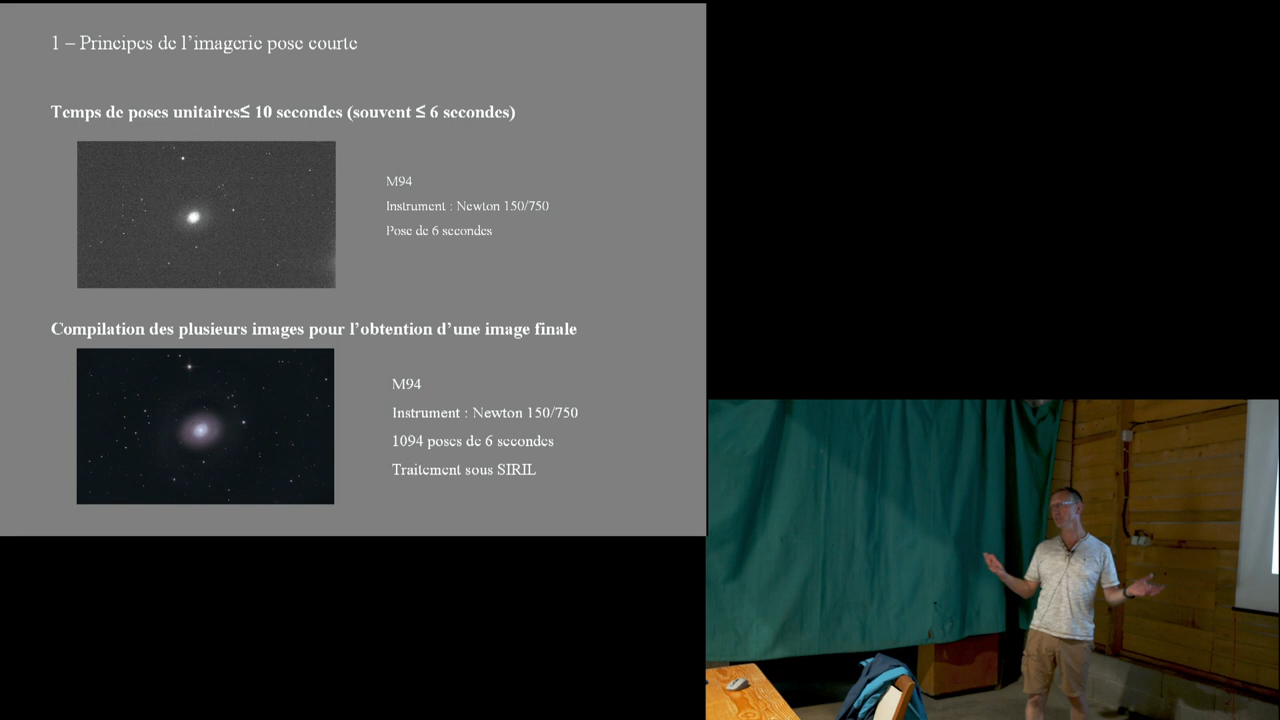 1 – Principes de l’imagerie pose courte
Temps de poses unitaires≤ 10 secondes (souvent ≤ 6 secondes)
M94
Instrument : Newton 150/750
Pose de 6 secondes
Compilation des plusieurs images pour l’obtention d’une image finale
M94
Instrument : Newton 150/750
1094 poses de 6 secondes
Traitement sous SIRIL